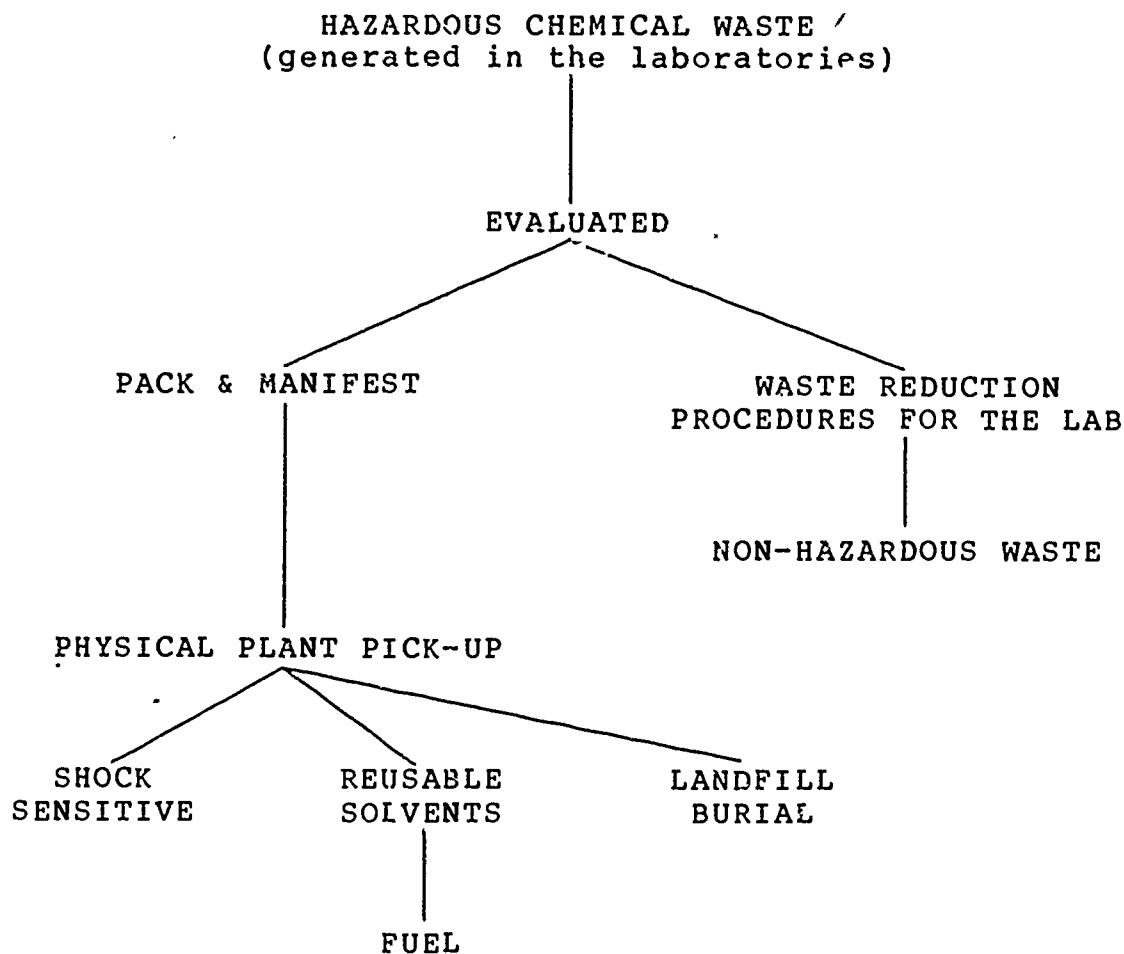 HAZARDOUS CHEMICAL WASTE
(generated in the laboratories)
EVALUATED
PACK & MANIFEST
WASTE REDUCTION
PROCEDURES FOR THE LAB
NON-HAZARDOUS WASTE
PHYSICAL PLANT PICK-UP
SHOCK
SENSITIVE
REUSABLE
SOLVENTS
LANDFILL
BURIAL
FUEL